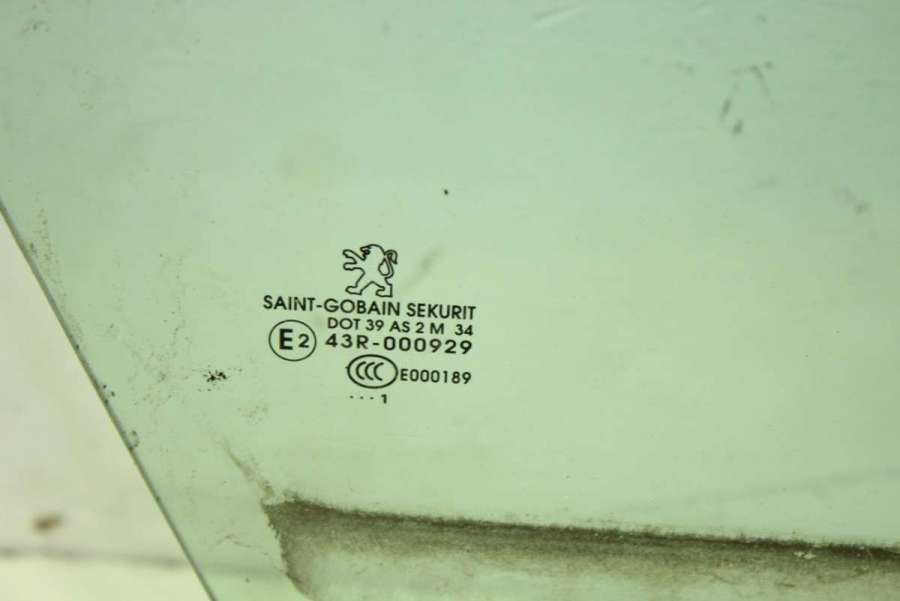 SAINT-GOBAIN SEKURIT
DOT 39 AS 2 M 34
E2 43R-000929
CCC E000189
... 1